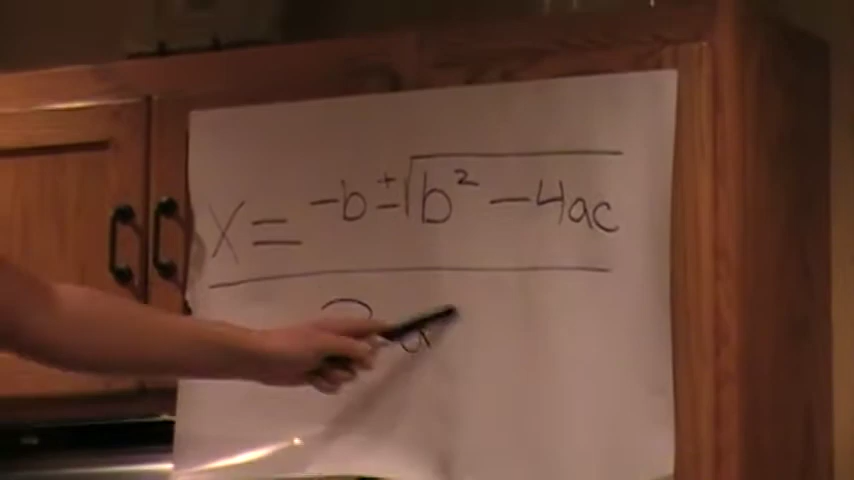 x = -b ± √b² - 4ac
a